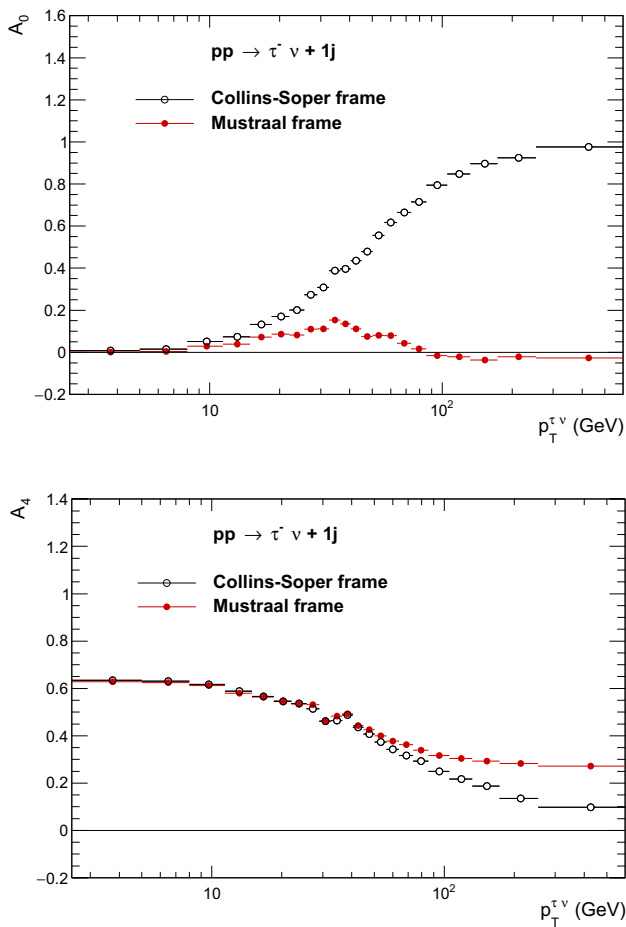 A₀
1.6
pp → τ⁻ ν + 1j
1.4
1.2
Collins-Soper frame
Mustraal frame
1
0.8
0.6
0.4
0.2
0
−0.2
10
10²
p_T^{τ ν} (GeV)
A₄
1.4
pp → τ⁻ ν + 1j
1.2
Collins-Soper frame
1
Mustraal frame
0.8
0.6
0.4
0.2
0
−0.2
10
10²
p_T^{τ ν} (GeV)